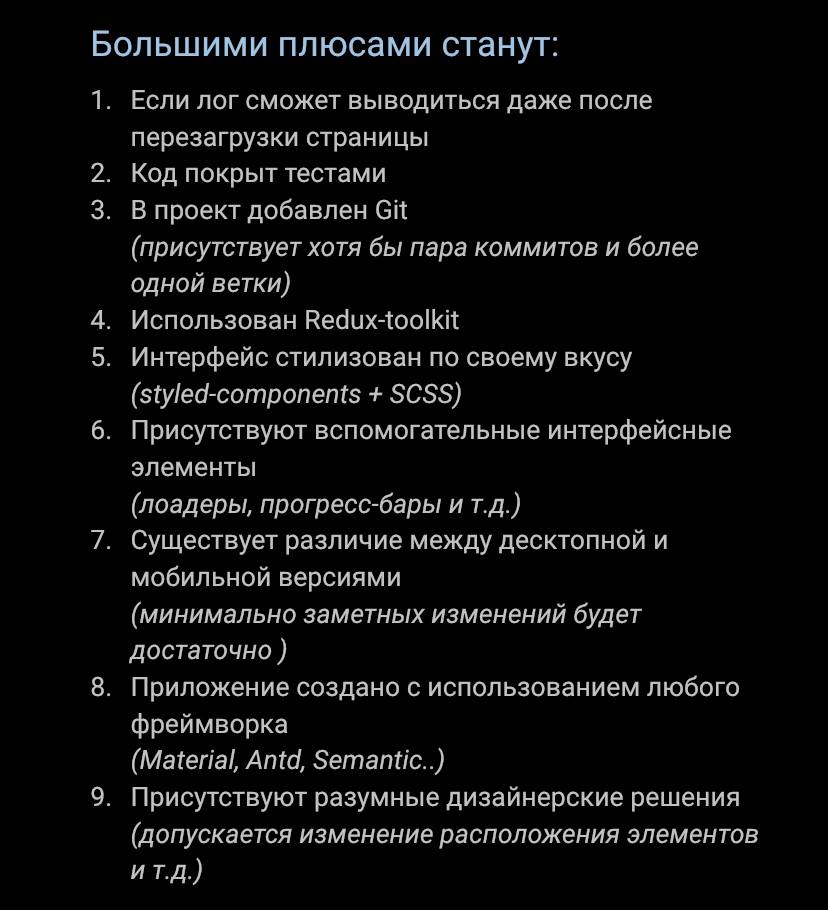 Большими плюсами станут:
1. Если лог сможет выводиться даже после
перезагрузки страницы
2. Код покрыт тестами
3. В проект добавлен Git
(присутствует хотя бы пара коммитов и более
одной ветки)
4. Использован Redux-toolkit
5. Интерфейс стилизован по своему вкусу
(styled-components + SCSS)
6. Присутствуют вспомогательные интерфейсные
элементы
(лоадеры, прогресс-бары и т.д.)
7. Существует различие между десктопной и
мобильной версиями
(минимально заметных изменений будет
достаточно )
8. Приложение создано с использованием любого
фреймворка
(Material, Antd, Semantic..)
9. Присутствуют разумные дизайнерские решения
(допускается изменение расположения элементов
и т.д.)